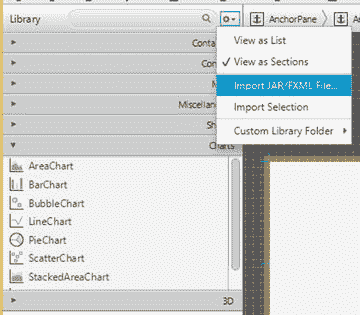 Library
AnchorPane
A
View as List
Conta
✓ View as Sections
Con
Import JAR/FXML File...
M
Miscellan
Import Selection
Sh
Custom Library Folder
Charts
AreaChart
BarChart
BubbleChart
LineChart
PieChart
ScatterChart
StackedAreaChart
3D